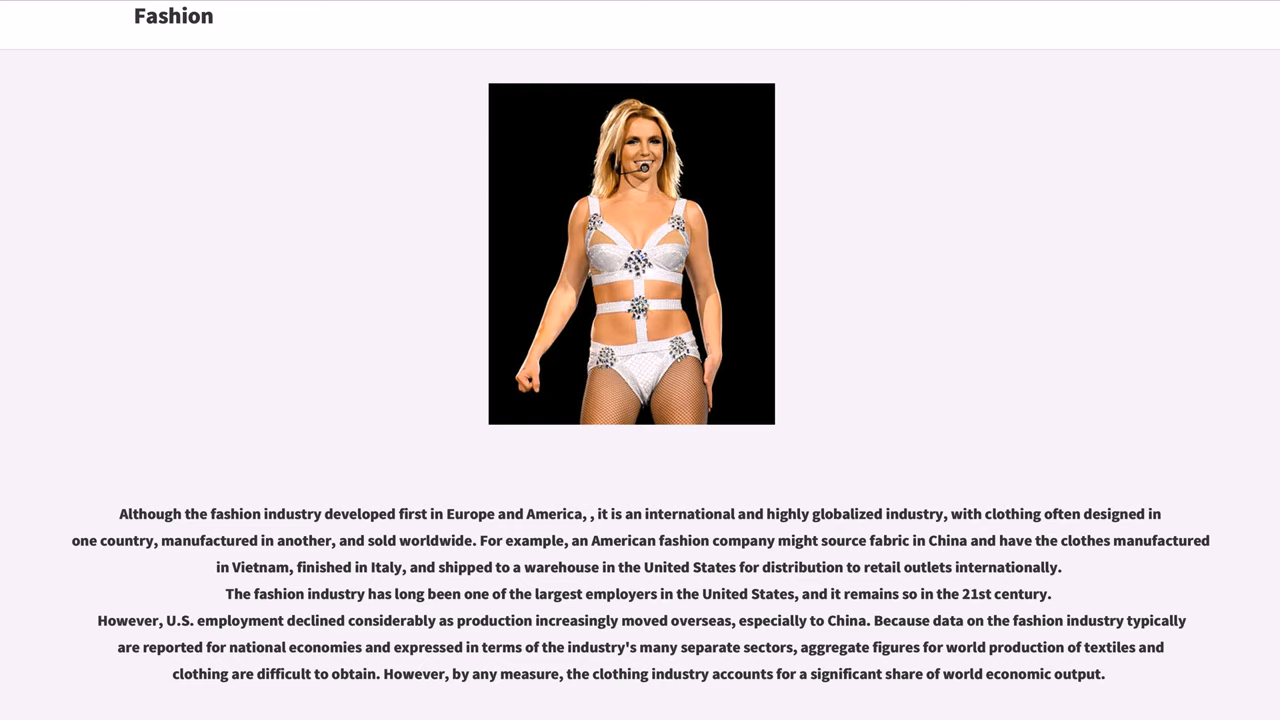 Fashion
Although the fashion industry developed first in Europe and America, , it is an international and highly globalized industry, with clothing often designed in
one country, manufactured in another, and sold worldwide. For example, an American fashion company might source fabric in China and have the clothes manufactured
in Vietnam, finished in Italy, and shipped to a warehouse in the United States for distribution to retail outlets internationally.
The fashion industry has long been one of the largest employers in the United States, and it remains so in the 21st century.
However, U.S. employment declined considerably as production increasingly moved overseas, especially to China. Because data on the fashion industry typically
are reported for national economies and expressed in terms of the industry's many separate sectors, aggregate figures for world production of textiles and
clothing are difficult to obtain. However, by any measure, the clothing industry accounts for a significant share of world economic output.